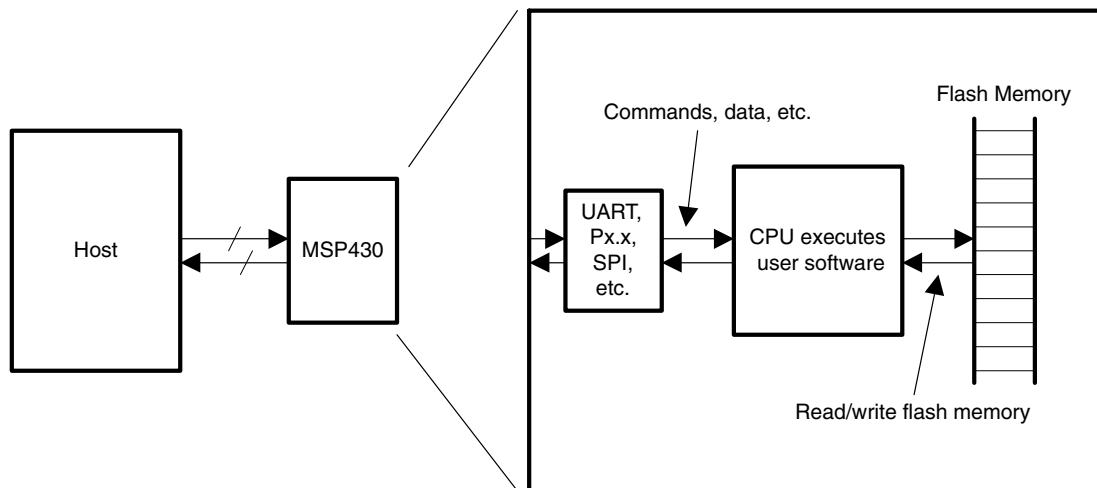 Host
MSP430
Commands, data, etc.
Flash Memory
UART,
Px.x,
SPI,
etc.
CPU executes
user software
Read/write flash memory